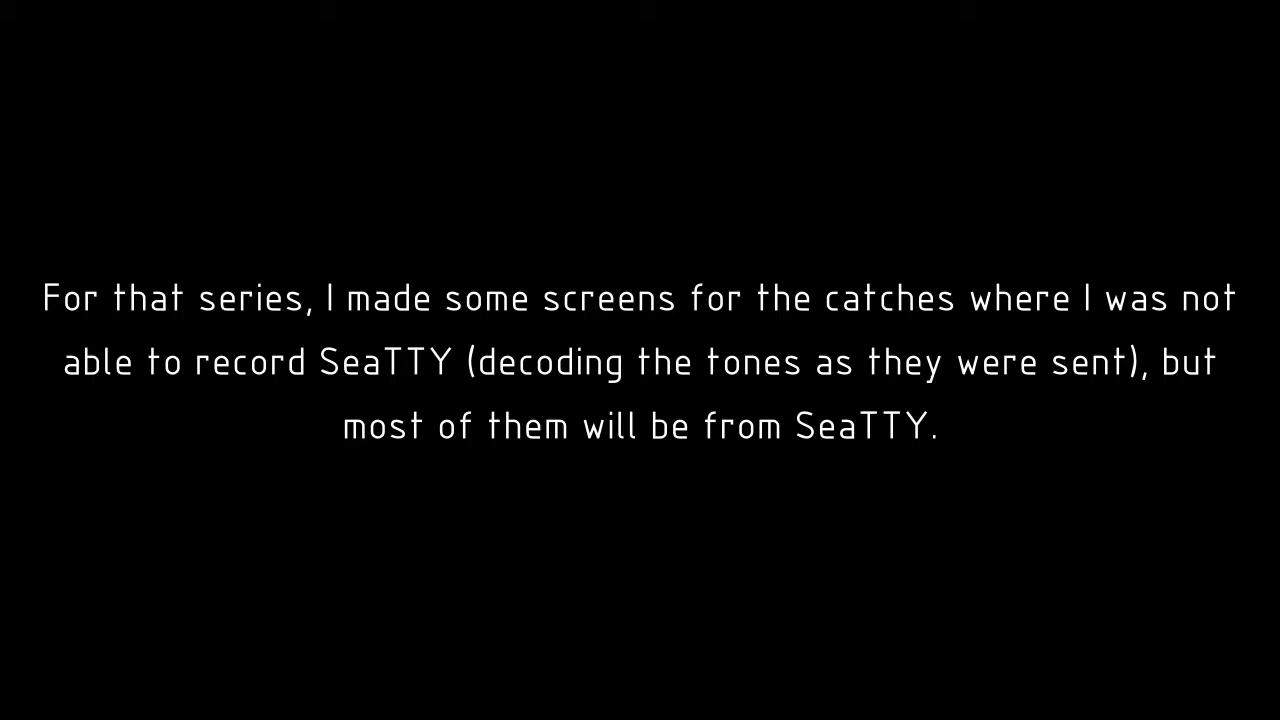 For that series, I made some screens for the catches where I was not
able to record SeaTTY (decoding the tones as they were sent), but
most of them will be from SeaTTY.